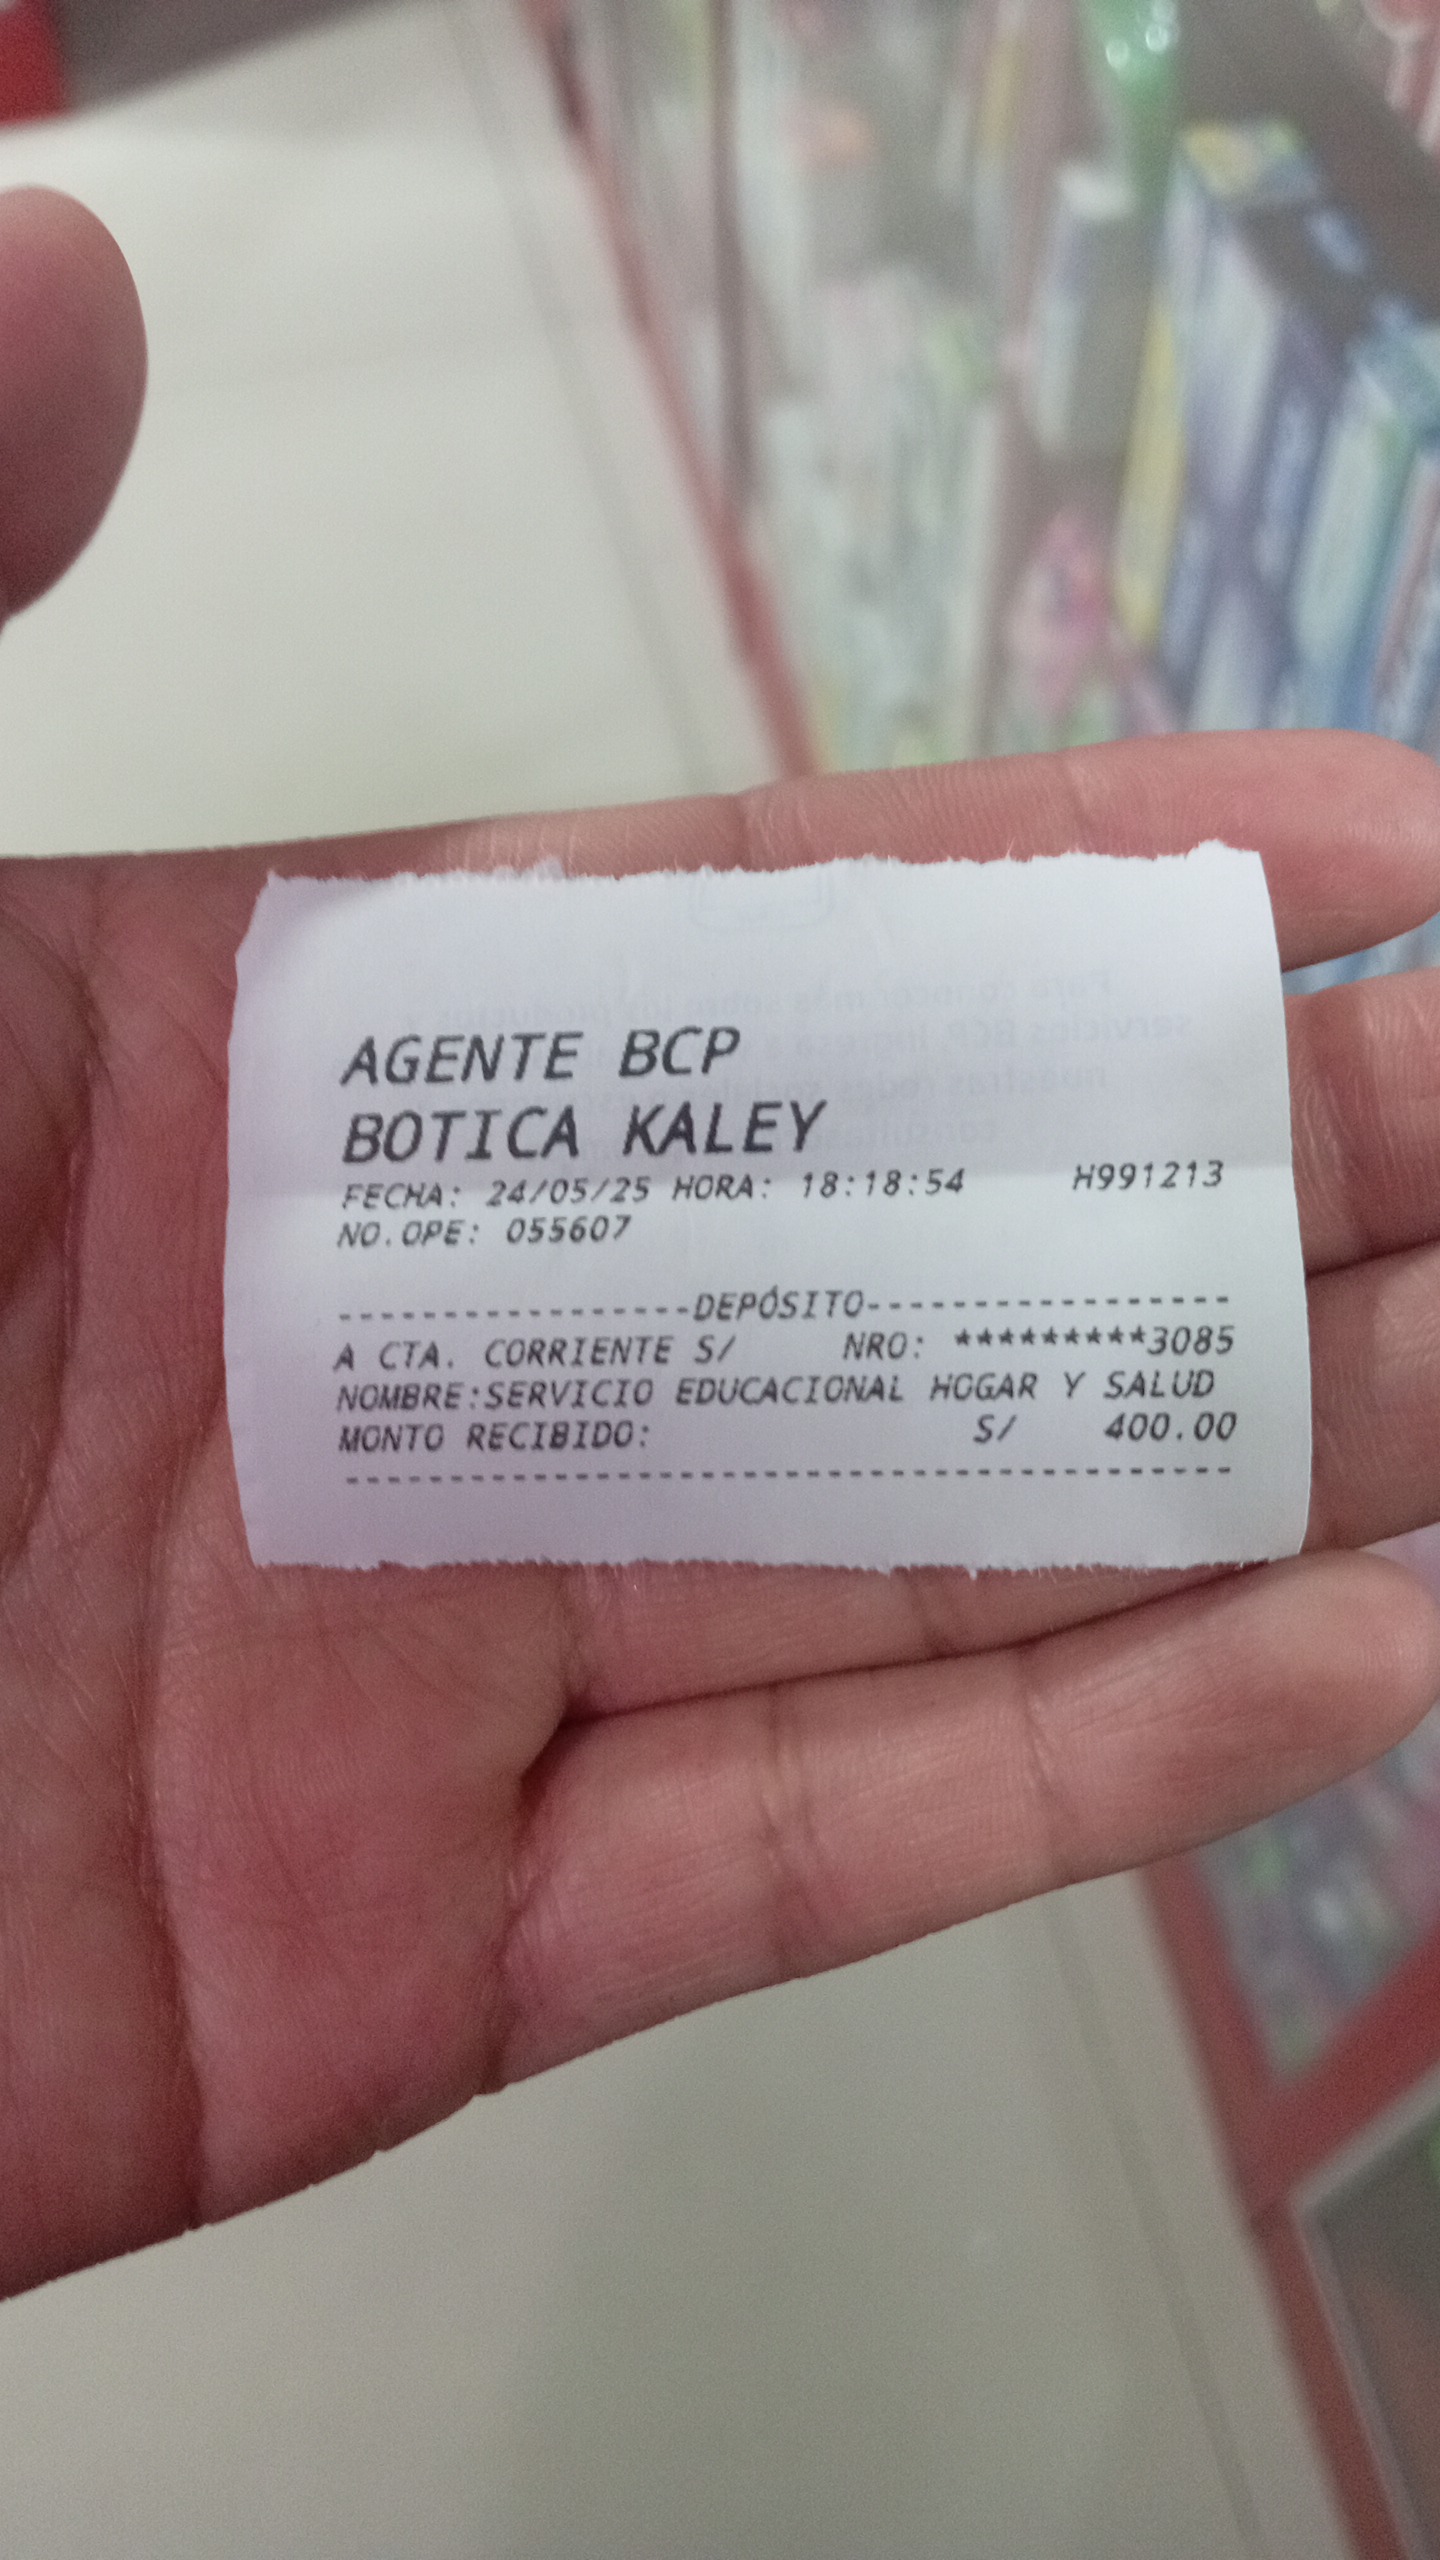 AGENTE BCP
BOTICA KALEY
FECHA: 24/05/25 HORA: 18:18:54 H991213
NO.OPE: 055607
-----------------DEPÓSITO-----------------
A CTA. CORRIENTE S/ NRO: *********3085
NOMBRE:SERVICIO EDUCACIONAL HOGAR Y SALUD
MONTO RECIBIDO: S/ 400.00
------------------------------------------